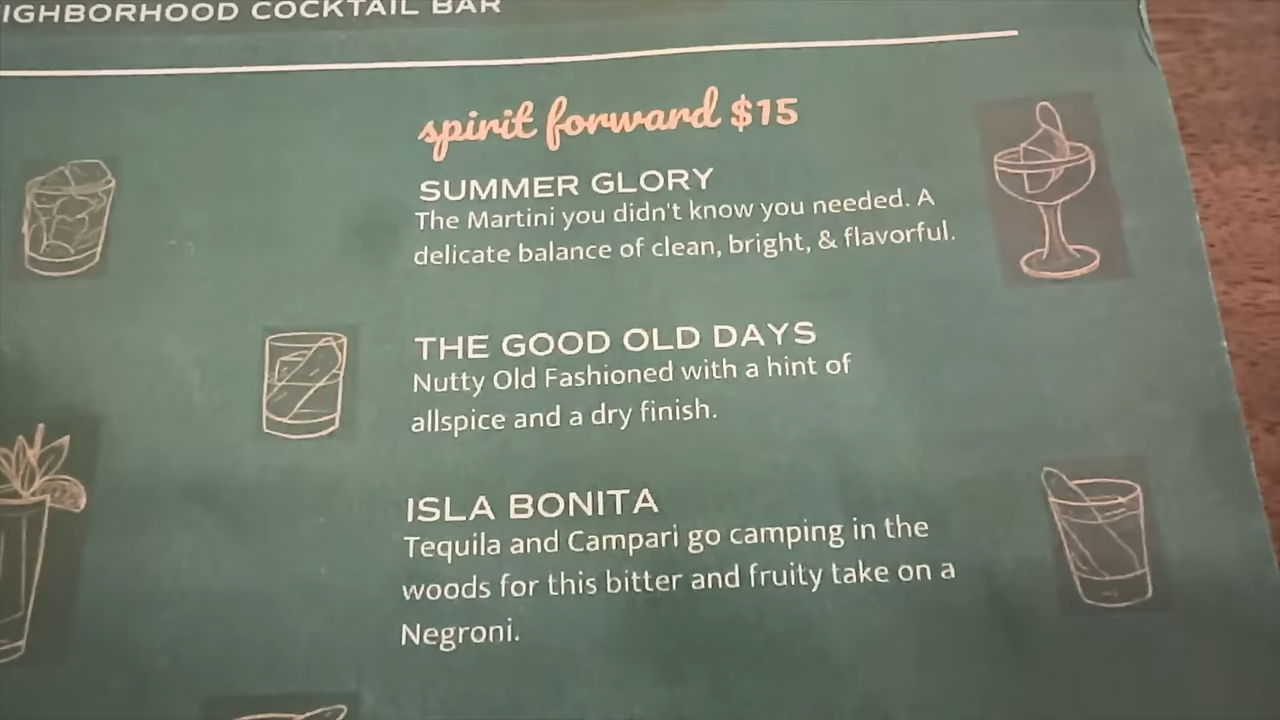 IGHBORHOOD COCKTAIL BAR
spirit forward $15
SUMMER GLORY
The Martini you didn't know you needed. A
delicate balance of clean, bright, & flavorful.
THE GOOD OLD DAYS
Nutty Old Fashioned with a hint of
allspice and a dry finish.
ISLA BONITA
Tequila and Campari go camping in the
woods for this bitter and fruity take on a
Negroni.